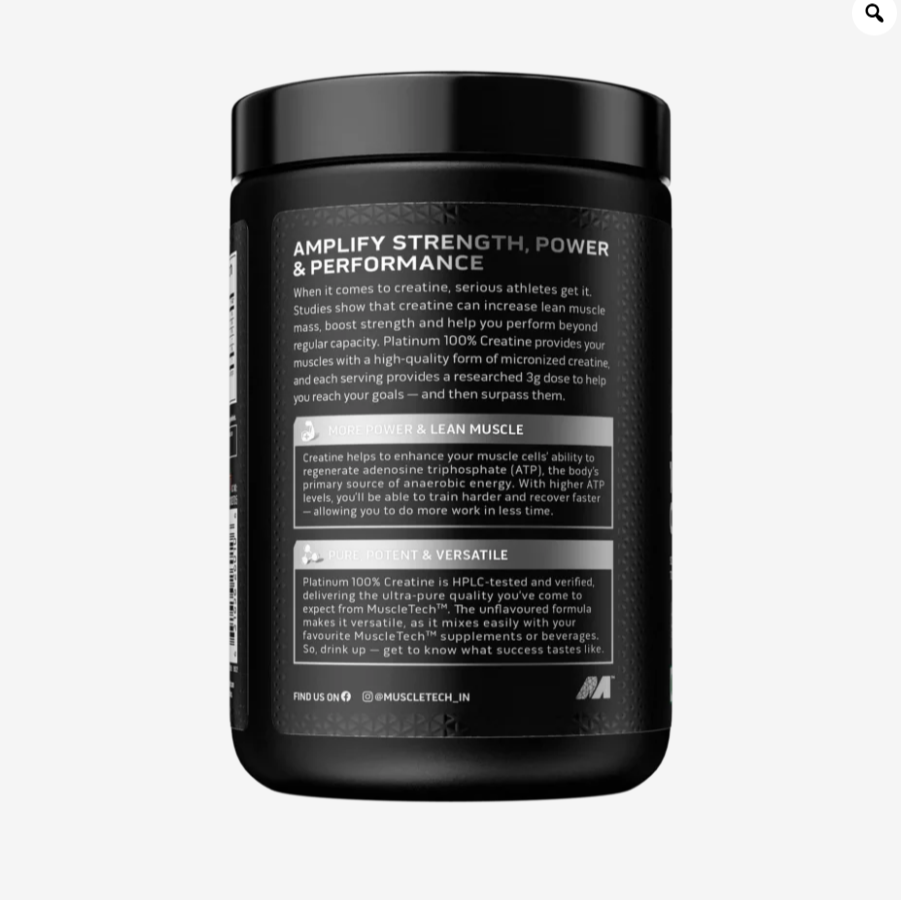 AMPLIFY STRENGTH, POWER
& PERFORMANCE
When it comes to creatine, serious athletes get it.
Studies show that creatine can increase lean muscle
mass, boost strength and help you perform beyond
regular capacity. Platinum 100% Creatine provides your
muscles with a high-quality form of micronized creatine,
and each serving provides a researched 3g dose to help
you reach your goals — and then surpass them.
MORE POWER & LEAN MUSCLE
Creatine helps to enhance your muscle cells' ability to
regenerate adenosine triphosphate (ATP), the body's
primary source of anaerobic energy. With higher ATP
levels, you'll be able to train harder and recover faster
— allowing you to do more work in less time.
PURE, POTENT & VERSATILE
Platinum 100% Creatine is HPLC-tested and verified,
delivering the ultra-pure quality you've come to
expect from MuscleTech™. The unflavoured formula
makes it versatile, as it mixes easily with your
favourite MuscleTech™ supplements or beverages.
So, drink up — get to know what success tastes like.
FIND US ON @MUSCLETECH_IN